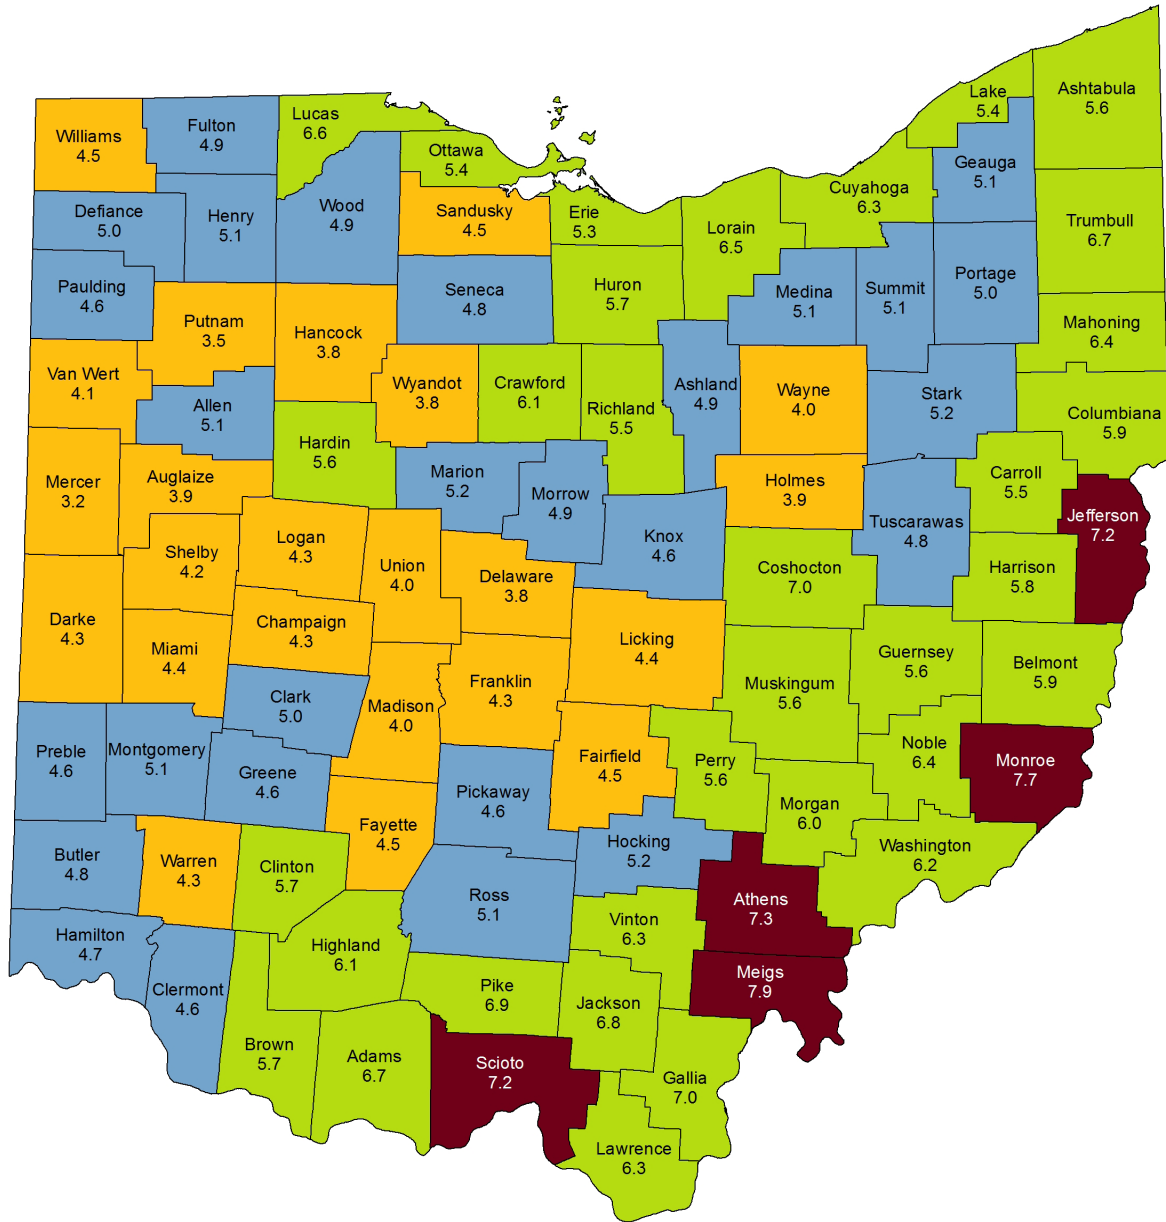 Williams
4.5
Fulton
4.9
Lucas
6.6
Ottawa
5.4
Lake
5.4
Ashtabula
5.6
Geauga
5.1
Cuyahoga
6.3
Defiance
5.0
Henry
5.1
Wood
4.9
Sandusky
4.5
Erie
5.3
Lorain
6.5
Trumbull
6.7
Paulding
4.6
Seneca
4.8
Huron
5.7
Medina
5.1
Summit
5.1
Portage
5.0
Putnam
3.5
Hancock
3.8
Mahoning
6.4
Van Wert
4.1
Allen
5.1
Wyandot
3.8
Crawford
6.1
Richland
5.5
Ashland
4.9
Wayne
4.0
Stark
5.2
Columbiana
5.9
Hardin
5.6
Mercer
3.2
Auglaize
3.9
Marion
5.2
Morrow
4.9
Holmes
3.9
Carroll
5.5
Jefferson
7.2
Tuscarawas
4.8
Knox
4.6
Logan
4.3
Shelby
4.2
Union
4.0
Delaware
3.8
Coshocton
7.0
Harrison
5.8
Darke
4.3
Champaign
4.3
Miami
4.4
Licking
4.4
Guernsey
5.6
Belmont
5.9
Clark
5.0
Madison
4.0
Franklin
4.3
Muskingum
5.6
Preble
4.6
Montgomery
5.1
Greene
4.6
Fairfield
4.5
Perry
5.6
Noble
6.4
Monroe
7.7
Pickaway
4.6
Morgan
6.0
Fayette
4.5
Hocking
5.2
Washington
6.2
Butler
4.8
Warren
4.3
Clinton
5.7
Ross
5.1
Athens
7.3
Vinton
6.3
Hamilton
4.7
Highland
6.1
Meigs
7.9
Clermont
4.6
Pike
6.9
Jackson
6.8
Brown
5.7
Adams
6.7
Scioto
7.2
Gallia
7.0
Lawrence
6.3